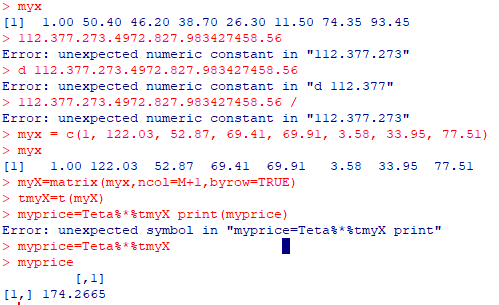 > myx
[1]  1.00 50.40 46.20 38.70 26.30 11.50 74.35 93.45
> 112.377.273.4972.827.983427458.56
Error: unexpected numeric constant in "112.377.273"
> d 112.377.273.4972.827.983427458.56
Error: unexpected numeric constant in "d 112.377"
> 112.377.273.4972.827.983427458.56 /
Error: unexpected numeric constant in "112.377.273"
> myx = c(1, 122.03, 52.87, 69.41, 69.91, 3.58, 33.95, 77.51)
> myx
[1]   1.00 122.03  52.87  69.41  69.91   3.58  33.95  77.51
> myX=matrix(myx,ncol=M+1,byrow=TRUE)
> tmyX=t(myX)
> myprice=Teta%*%tmyX print(myprice)
Error: unexpected symbol in "myprice=Teta%*%tmyX print"
> myprice=Teta%*%tmyX
> myprice
         [,1]
[1,] 174.2665